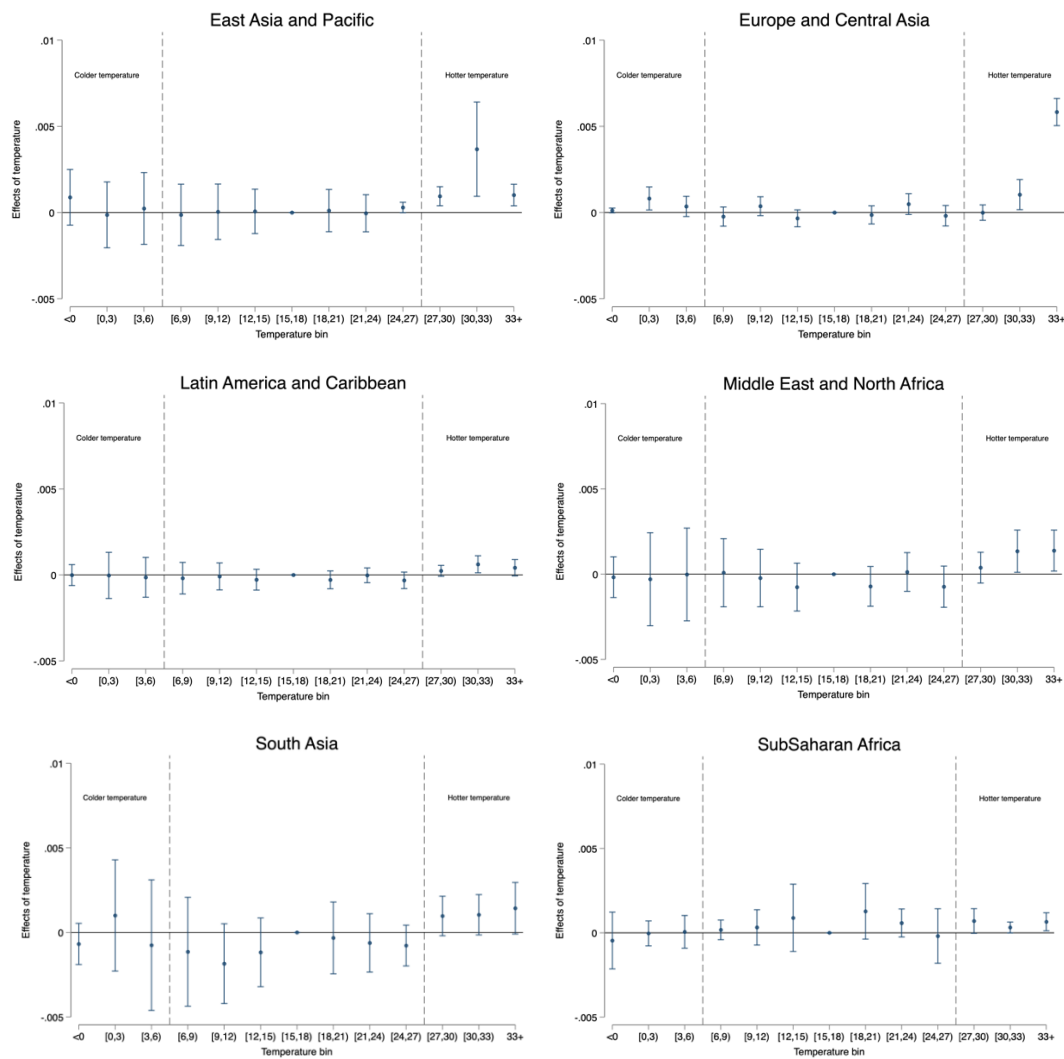 East Asia and Pacific
.01
Colder temperature
Hotter temperature
.005
Effects of temperature
0
-.005
<0 [0,3) [3,6) [6,9) [9,12) [12,15) [15,18) [18,21) [21,24) [24,27) [27,30) [30,33) 33+
Temperature bin
Europe and Central Asia
.01
Colder temperature
Hotter temperature
.005
Effects of temperature
0
-.005
<0 [0,3) [3,6) [6,9) [9,12) [12,15) [15,18) [18,21) [21,24) [24,27) [27,30) [30,33) 33+
Temperature bin
Latin America and Caribbean
.01
Colder temperature
Hotter temperature
.005
Effects of temperature
0
-.005
<0 [0,3) [3,6) [6,9) [9,12) [12,15) [15,18) [18,21) [21,24) [24,27) [27,30) [30,33) 33+
Temperature bin
Middle East and North Africa
.01
Colder temperature
Hotter temperature
.005
Effects of temperature
0
-.005
<0 [0,3) [3,6) [6,9) [9,12) [12,15) [15,18) [18,21) [21,24) [24,27) [27,30) [30,33) 33+
Temperature bin
South Asia
.01
Colder temperature
Hotter temperature
.005
Effects of temperature
0
-.005
<0 [0,3) [3,6) [6,9) [9,12) [12,15) [15,18) [18,21) [21,24) [24,27) [27,30) [30,33) 33+
Temperature bin
SubSaharan Africa
.01
Colder temperature
Hotter temperature
.005
Effects of temperature
0
-.005
<0 [0,3) [3,6) [6,9) [9,12) [12,15) [15,18) [18,21) [21,24) [24,27) [27,30) [30,33) 33+
Temperature bin